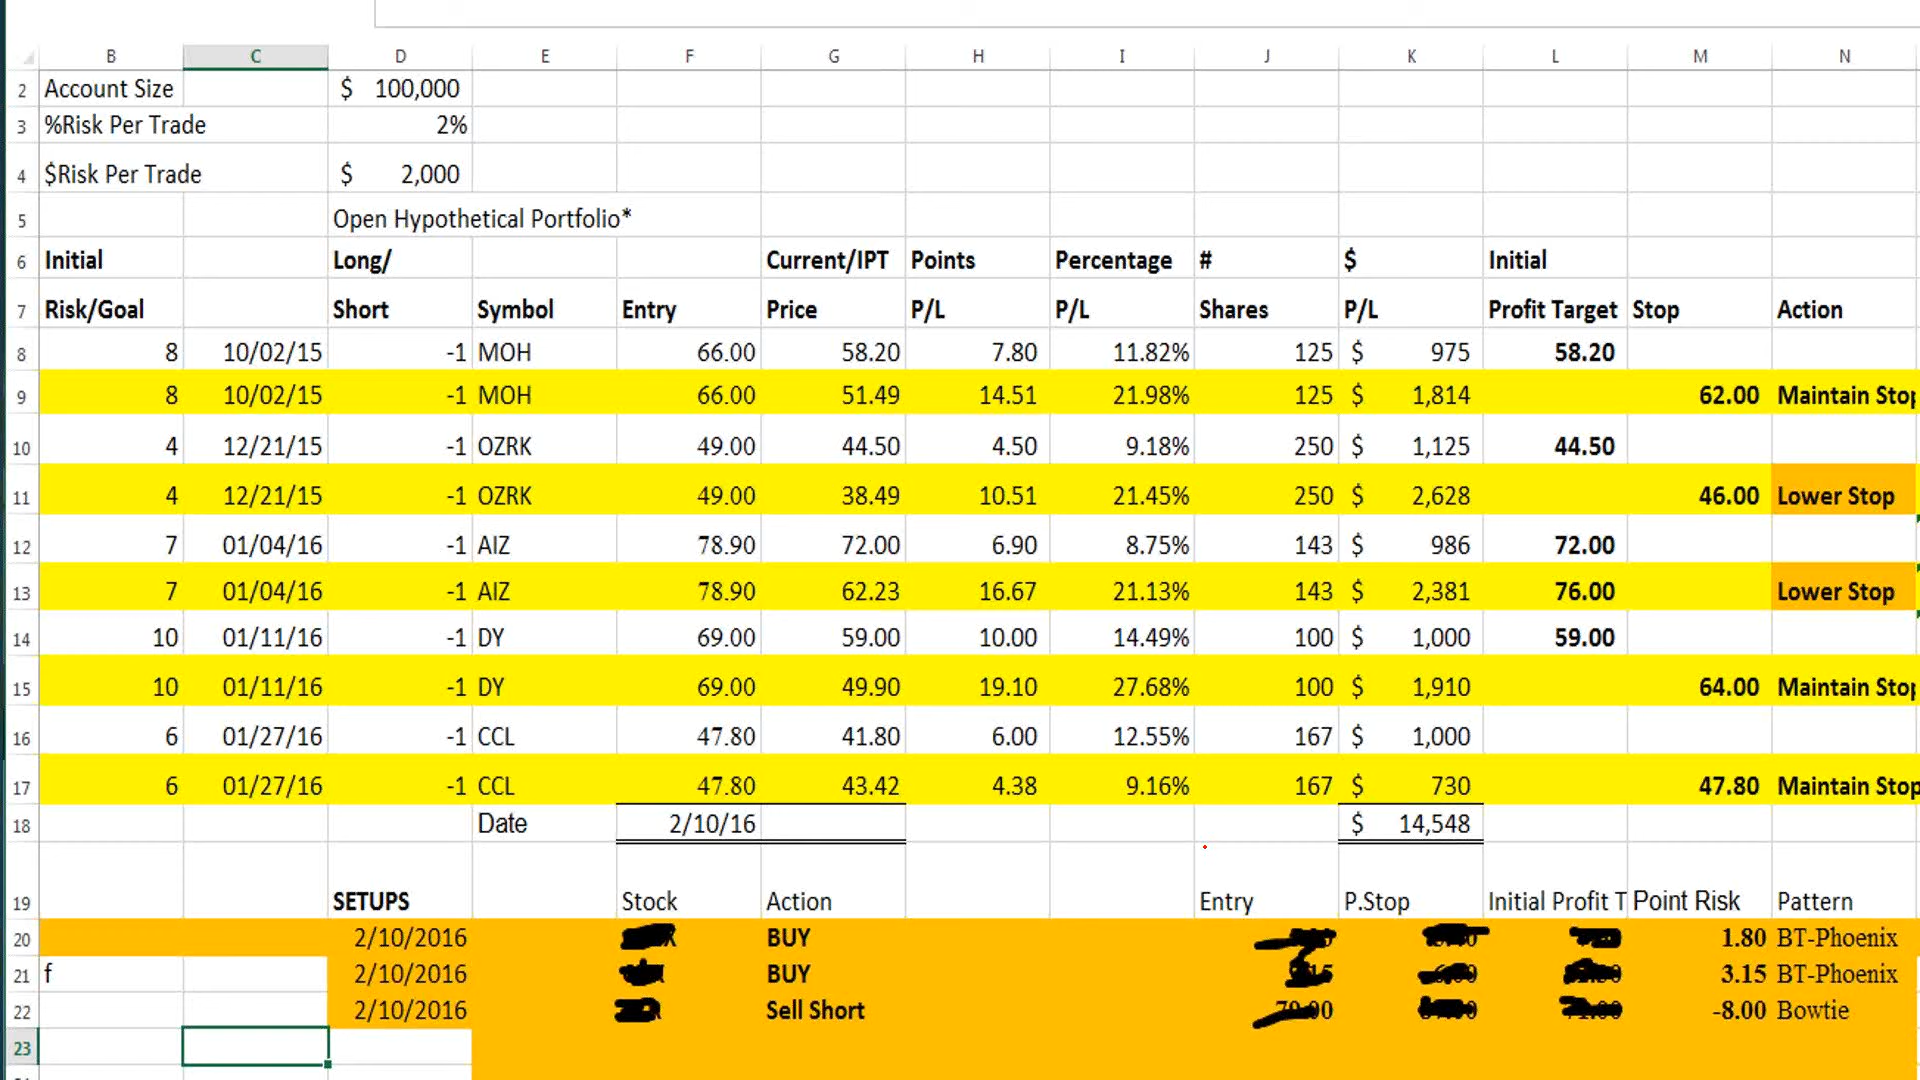 B C D E F G H I J K L M N
2 Account Size $ 100,000
3 %Risk Per Trade 2%
4 $Risk Per Trade $ 2,000
5 Open Hypothetical Portfolio*
6 Initial Long/ Current/IPT Points Percentage # $ Initial
7 Risk/Goal Short Symbol Entry Price P/L P/L Shares P/L Profit Target Stop Action
8 8 10/02/15 -1 MOH 66.00 58.20 7.80 11.82% 125 $ 975 58.20
9 8 10/02/15 -1 MOH 66.00 51.49 14.51 21.98% 125 $ 1,814 62.00 Maintain Stop
10 4 12/21/15 -1 OZRK 49.00 44.50 4.50 9.18% 250 $ 1,125 44.50
11 4 12/21/15 -1 OZRK 49.00 38.49 10.51 21.45% 250 $ 2,628 46.00 Lower Stop
12 7 01/04/16 -1 AIZ 78.90 72.00 6.90 8.75% 143 $ 986 72.00
13 7 01/04/16 -1 AIZ 78.90 62.23 16.67 21.13% 143 $ 2,381 76.00 Lower Stop
14 10 01/11/16 -1 DY 69.00 59.00 10.00 14.49% 100 $ 1,000 59.00
15 10 01/11/16 -1 DY 69.00 49.90 19.10 27.68% 100 $ 1,910 64.00 Maintain Stop
16 6 01/27/16 -1 CCL 47.80 41.80 6.00 12.55% 167 $ 1,000
17 6 01/27/16 -1 CCL 47.80 43.42 4.38 9.16% 167 $ 730 47.80 Maintain Stop
18 Date 2/10/16 $ 14,548
19 SETUPS Stock Action Entry P.Stop Initial Profit T Point Risk Pattern
20 2/10/2016 BUY 1.80 BT-Phoenix
21 f 2/10/2016 BUY 3.15 BT-Phoenix
22 2/10/2016 Sell Short -8.00 Bowtie
23